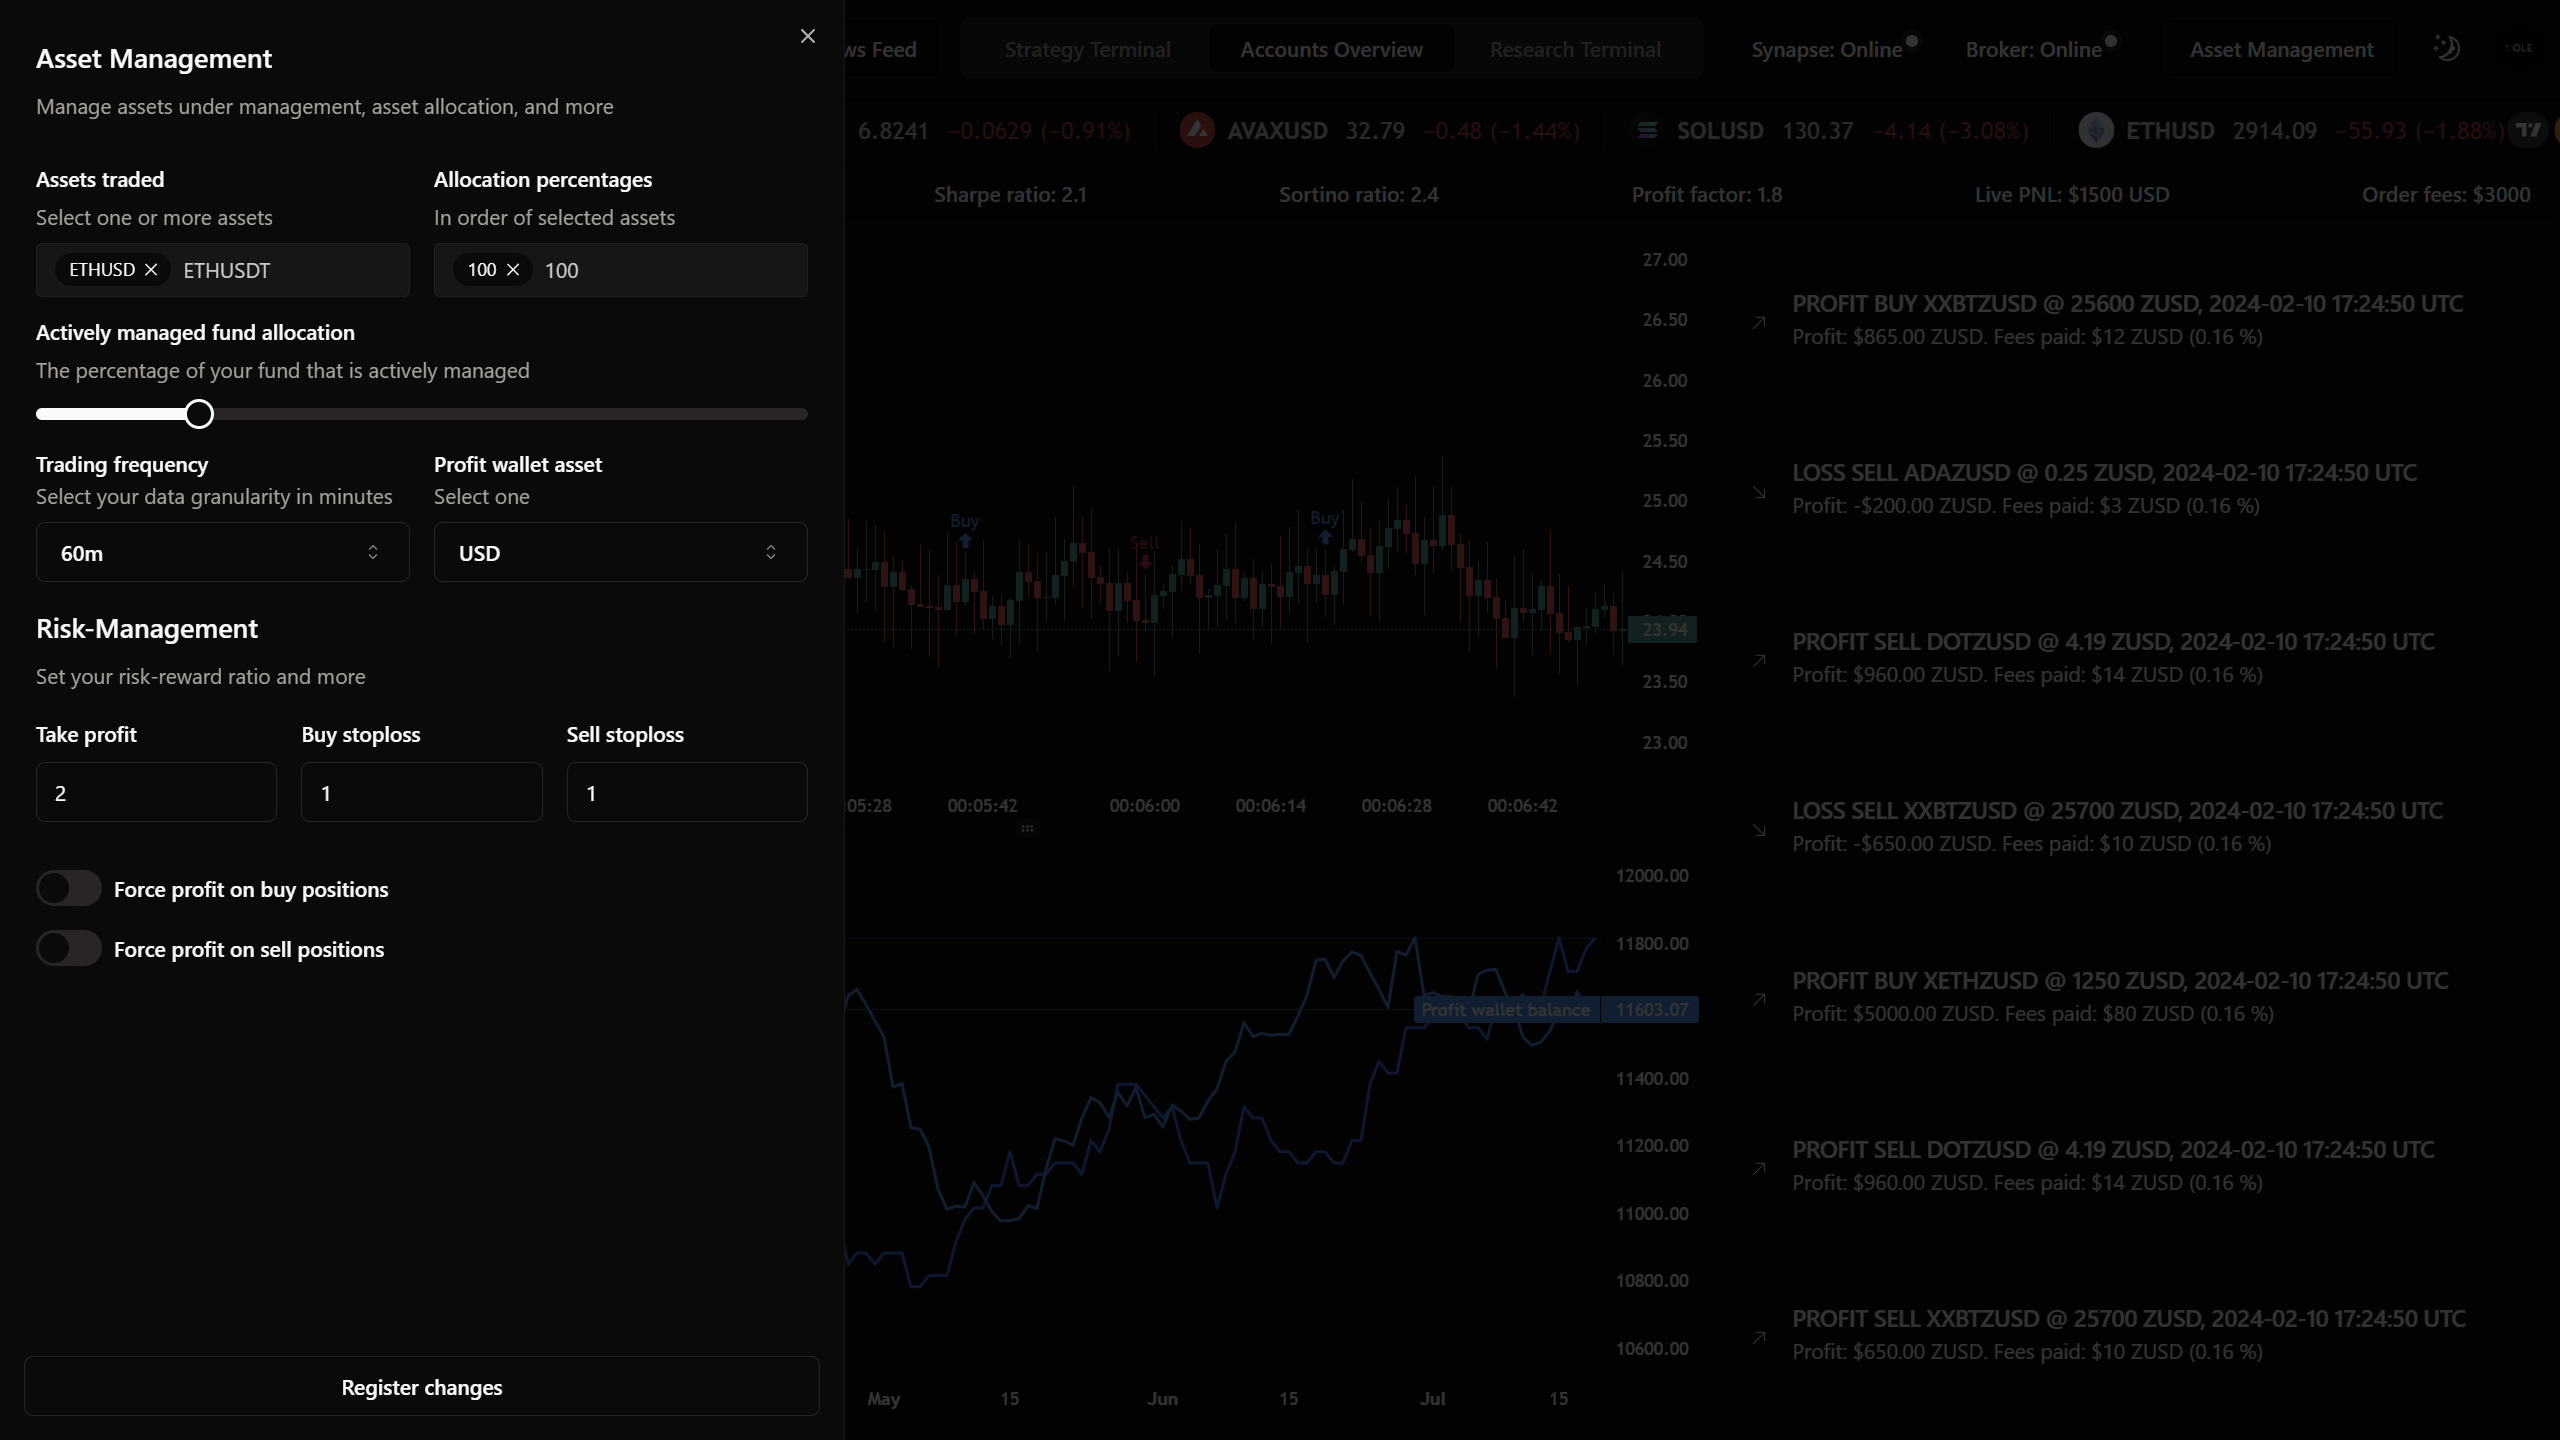 Asset Management
Manage assets under management, asset allocation, and more
Assets traded
Allocation percentages
Select one or more assets
In order of selected assets
ETHUSD
ETHUSDT
100
100
Actively managed fund allocation
The percentage of your fund that is actively managed
Trading frequency
Profit wallet asset
Select your data granularity in minutes
Select one
60m
USD
Risk-Management
Set your risk-reward ratio and more
Take profit
Buy stoploss
Sell stoploss
2
1
1
Force profit on buy positions
Force profit on sell positions
Register changes
ws Feed
Strategy Terminal
Accounts Overview
Research Terminal
Synapse: Online
Broker: Online
Asset Management
6.8241 −0.0629 (−0.91%)
AVAXUSD 32.79 −0.48 (−1.44%)
SOLUSD 130.37 −4.14 (−3.08%)
ETHUSD 2914.09 −55.93 (−1.88%)
Sharpe ratio: 2.1
Sortino ratio: 2.4
Profit factor: 1.8
Live PNL: $1500 USD
Order fees: $3000
27.00
26.50
26.00
25.50
25.00
24.50
23.94
23.50
23.00
Buy
Sell
Buy
:05:28
00:05:42
00:06:00
00:06:14
00:06:28
00:06:42
12000.00
11800.00
Profit wallet balance 11603.07
11400.00
11200.00
11000.00
10800.00
10600.00
May
15
Jun
15
Jul
15
PROFIT BUY XXBTZUSD @ 25600 ZUSD, 2024-02-10 17:24:50 UTC
Profit: $865.00 ZUSD. Fees paid: $12 ZUSD (0.16 %)
LOSS SELL ADAZUSD @ 0.25 ZUSD, 2024-02-10 17:24:50 UTC
Profit: -$200.00 ZUSD. Fees paid: $3 ZUSD (0.16 %)
PROFIT SELL DOTZUSD @ 4.19 ZUSD, 2024-02-10 17:24:50 UTC
Profit: $960.00 ZUSD. Fees paid: $14 ZUSD (0.16 %)
LOSS SELL XXBTZUSD @ 25700 ZUSD, 2024-02-10 17:24:50 UTC
Profit: -$650.00 ZUSD. Fees paid: $10 ZUSD (0.16 %)
PROFIT BUY XETHZUSD @ 1250 ZUSD, 2024-02-10 17:24:50 UTC
Profit: $5000.00 ZUSD. Fees paid: $80 ZUSD (0.16 %)
PROFIT SELL DOTZUSD @ 4.19 ZUSD, 2024-02-10 17:24:50 UTC
Profit: $960.00 ZUSD. Fees paid: $14 ZUSD (0.16 %)
PROFIT SELL XXBTZUSD @ 25700 ZUSD, 2024-02-10 17:24:50 UTC
Profit: $650.00 ZUSD. Fees paid: $10 ZUSD (0.16 %)